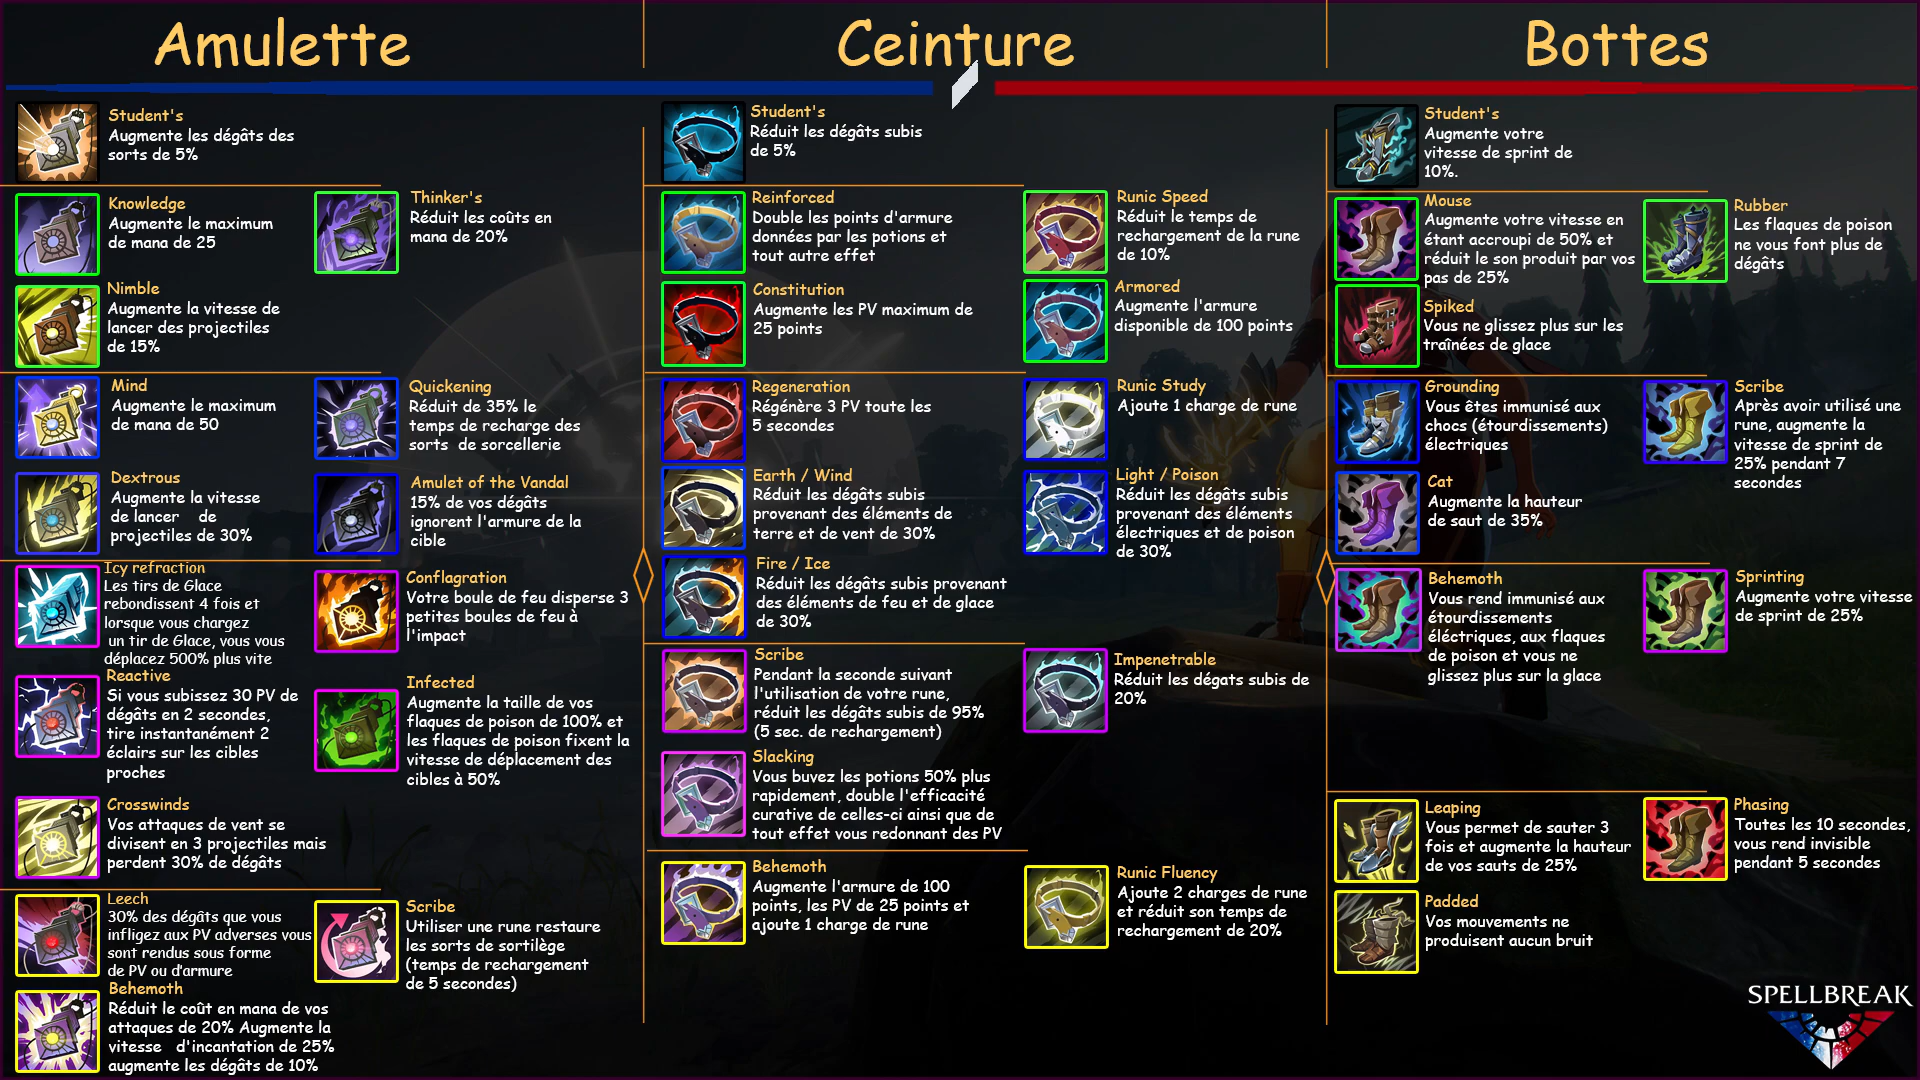 Amulette
Student's
Augmente les dégâts des
sorts de 5%
Knowledge
Augmente le maximum
de mana de 25
Thinker's
Réduit les coûts en
mana de 20%
Nimble
Augmente la vitesse de
lancer des projectiles
de 15%
Mind
Augmente le maximum
de mana de 50
Quickening
Réduit de 35% le
temps de recharge des
sorts de sorcellerie
Dextrous
Augmente la vitesse
de lancer de
projectiles de 30%
Amulet of the Vandal
15% de vos dégâts
ignorent l'armure de la
cible
Icy refraction
Les tirs de Glace
rebondissent 4 fois et
lorsque vous chargez
un tir de Glace, vous vous
déplacez 500% plus vite
Conflagration
Votre boule de feu disperse 3
petites boules de feu à
l'impact
Reactive
Si vous subissez 30 PV de
dégâts en 2 secondes,
tire instantanément 2
éclairs sur les cibles
proches
Infected
Augmente la taille de vos
flaques de poison de 100% et
les flaques de poison fixent la
vitesse de déplacement des
cibles à 50%
Crosswinds
Vos attaques de vent se
divisent en 3 projectiles mais
perdent 30% de dégâts
Leech
30% des dégâts que vous
infligez aux PV adverses vous
sont rendus sous forme
de PV ou d'armure
Scribe
Utiliser une rune restaure
les sorts de sortilège
(temps de rechargement
de 5 secondes)
Behemoth
Réduit le coût en mana de vos
attaques de 20% Augmente la
vitesse d'incantation de 25%
augmente les dégâts de 10%
Ceinture
Student's
Réduit les dégâts subis
de 5%
Reinforced
Double les points d'armure
données par les potions et
tout autre effet
Runic Speed
Réduit le temps de
rechargement de la rune
de 10%
Constitution
Augmente les PV maximum de
25 points
Armored
Augmente l'armure
disponible de 100 points
Regeneration
Régénère 3 PV toute les
5 secondes
Runic Study
Ajoute 1 charge de rune
Earth / Wind
Réduit les dégâts subis
provenant des éléments de
terre et de vent de 30%
Light / Poison
Réduit les dégâts subis
provenant des éléments
électriques et de poison
de 30%
Fire / Ice
Réduit les dégâts subis provenant
des éléments de feu et de glace
de 30%
Scribe
Pendant la seconde suivant
l'utilisation de votre rune,
réduit les dégâts subis de 95%
(5 sec. de rechargement)
Impenetrable
Réduit les dégats subis de
20%
Slacking
Vous buvez les potions 50% plus
rapidement, double l'efficacité
curative de celles-ci ainsi que de
tout effet vous redonnant des PV
Behemoth
Augmente l'armure de 100
points, les PV de 25 points et
ajoute 1 charge de rune
Runic Fluency
Ajoute 2 charges de rune
et réduit son temps de
rechargement de 20%
Bottes
Student's
Augmente votre
vitesse de sprint de
10%.
Mouse
Augmente votre vitesse en
étant accroupi de 50% et
réduit le son produit par vos
pas de 25%
Rubber
Les flaques de poison
ne vous font plus de
dégâts
Spiked
Vous ne glissez plus sur les
traînées de glace
Grounding
Vous êtes immunisé aux
chocs (étourdissements)
électriques
Scribe
Après avoir utilisé une
rune, augmente la
vitesse de sprint de
25% pendant 7
secondes
Cat
Augmente la hauteur
de saut de 35%
Behemoth
Vous rend immunisé aux
étourdissements
éléctriques, aux flaques
de poison et vous ne
glissez plus sur la glace
Sprinting
Augmente votre vitesse
de sprint de 25%
Leaping
Vous permet de sauter 3
fois et augmente la hauteur
de vos sauts de 25%
Phasing
Toutes les 10 secondes,
vous rend invisible
pendant 5 secondes
Padded
Vos mouvements ne
produisent aucun bruit
SPELLBREAK